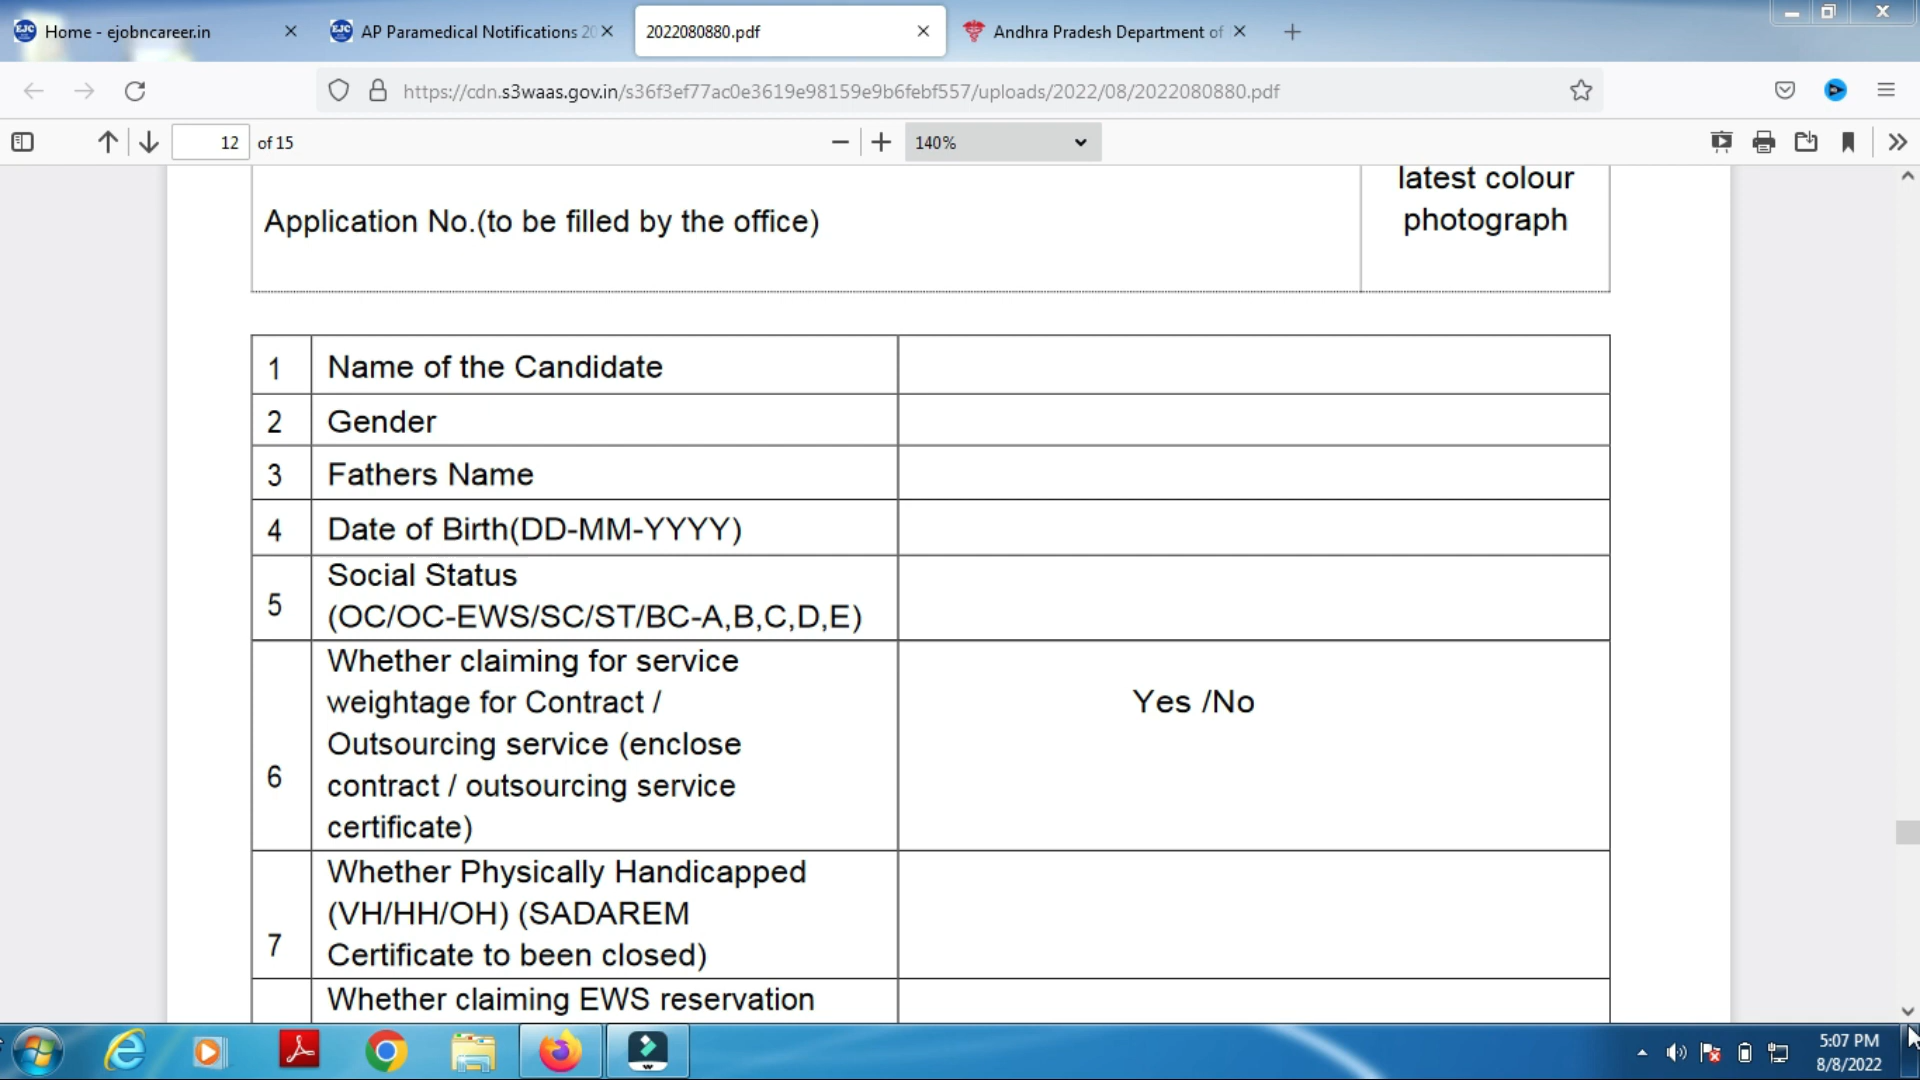 Home - ejobncareer.in
AP Paramedical Notifications 20
2022080880.pdf
Andhra Pradesh Department of
https://cdn.s3waas.gov.in/s36f3ef77ac0e3619e98159e9b6febf557/uploads/2022/08/2022080880.pdf
12 of 15
140%
latest colour
photograph
Application No.(to be filled by the office)
1 Name of the Candidate
2 Gender
3 Fathers Name
4 Date of Birth(DD-MM-YYYY)
5 Social Status
(OC/OC-EWS/SC/ST/BC-A,B,C,D,E)
6 Whether claiming for service
weightage for Contract /
Outsourcing service (enclose
contract / outsourcing service
certificate)
Yes /No
7 Whether Physically Handicapped
(VH/HH/OH) (SADAREM
Certificate to been closed)
Whether claiming EWS reservation
5:07 PM
8/8/2022